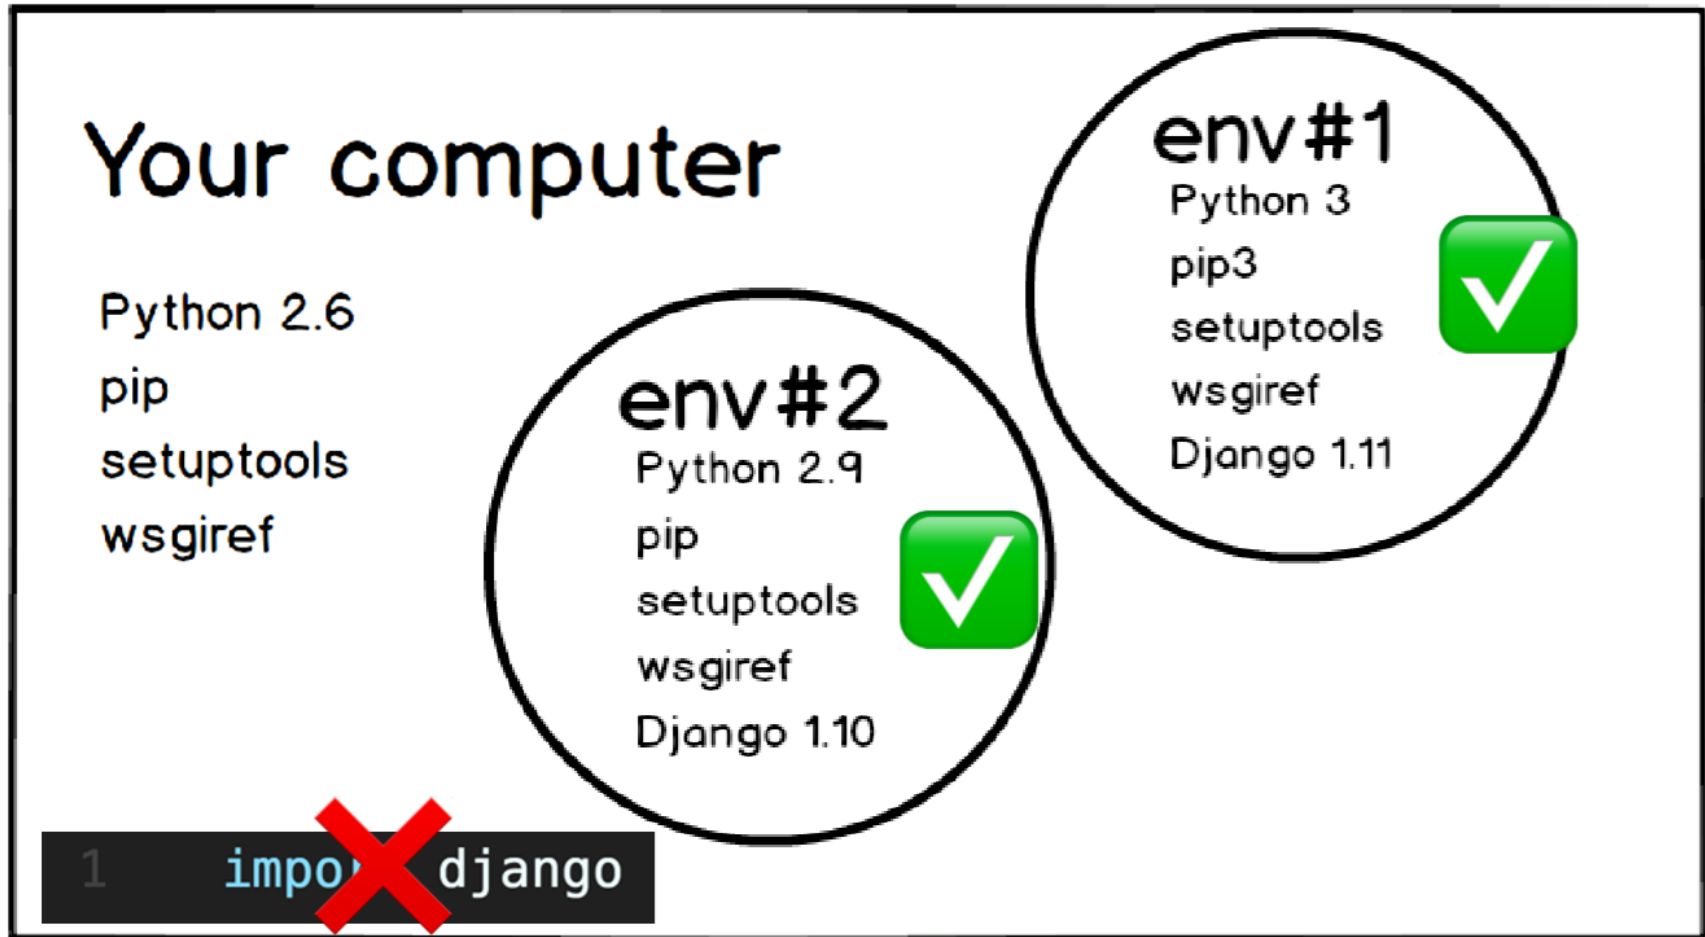 Your computer
Python 2.6
pip
setuptools
wsgiref
env#2
Python 2.9
pip
setuptools
wsgiref
Django 1.10
env#1
Python 3
pip3
setuptools
wsgiref
Django 1.11
1 django